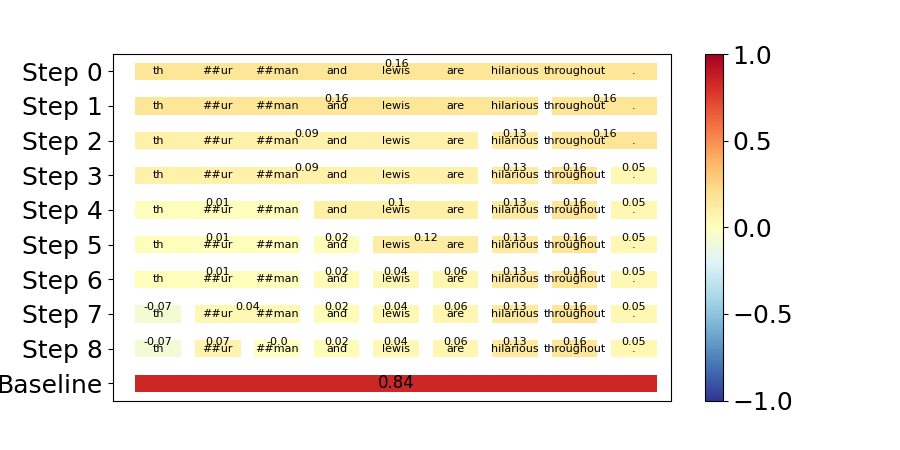 0.16
Step 0 th ##ur ##man and lewis are hilarious throughout .
0.16 0.16
Step 1 th ##ur ##man and lewis are hilarious throughout .
0.09 0.13 0.16
Step 2 th ##ur ##man and lewis are hilarious throughout .
0.09 0.13 0.16 0.05
Step 3 th ##ur ##man and lewis are hilarious throughout .
0.01 0.1 0.13 0.16 0.05
Step 4 th ##ur ##man and lewis are hilarious throughout .
0.01 0.02 0.12 0.13 0.16 0.05
Step 5 th ##ur ##man and lewis are hilarious throughout .
0.01 0.02 0.04 0.06 0.13 0.16 0.05
Step 6 th ##ur ##man and lewis are hilarious throughout .
-0.07 0.04 0.02 0.04 0.06 0.13 0.16 0.05
Step 7 th ##ur ##man and lewis are hilarious throughout .
-0.07 0.07 -0.0 0.02 0.04 0.06 0.13 0.16 0.05
Step 8 th ##ur ##man and lewis are hilarious throughout .
Baseline 0.84
1.0
0.5
0.0
−0.5
−1.0